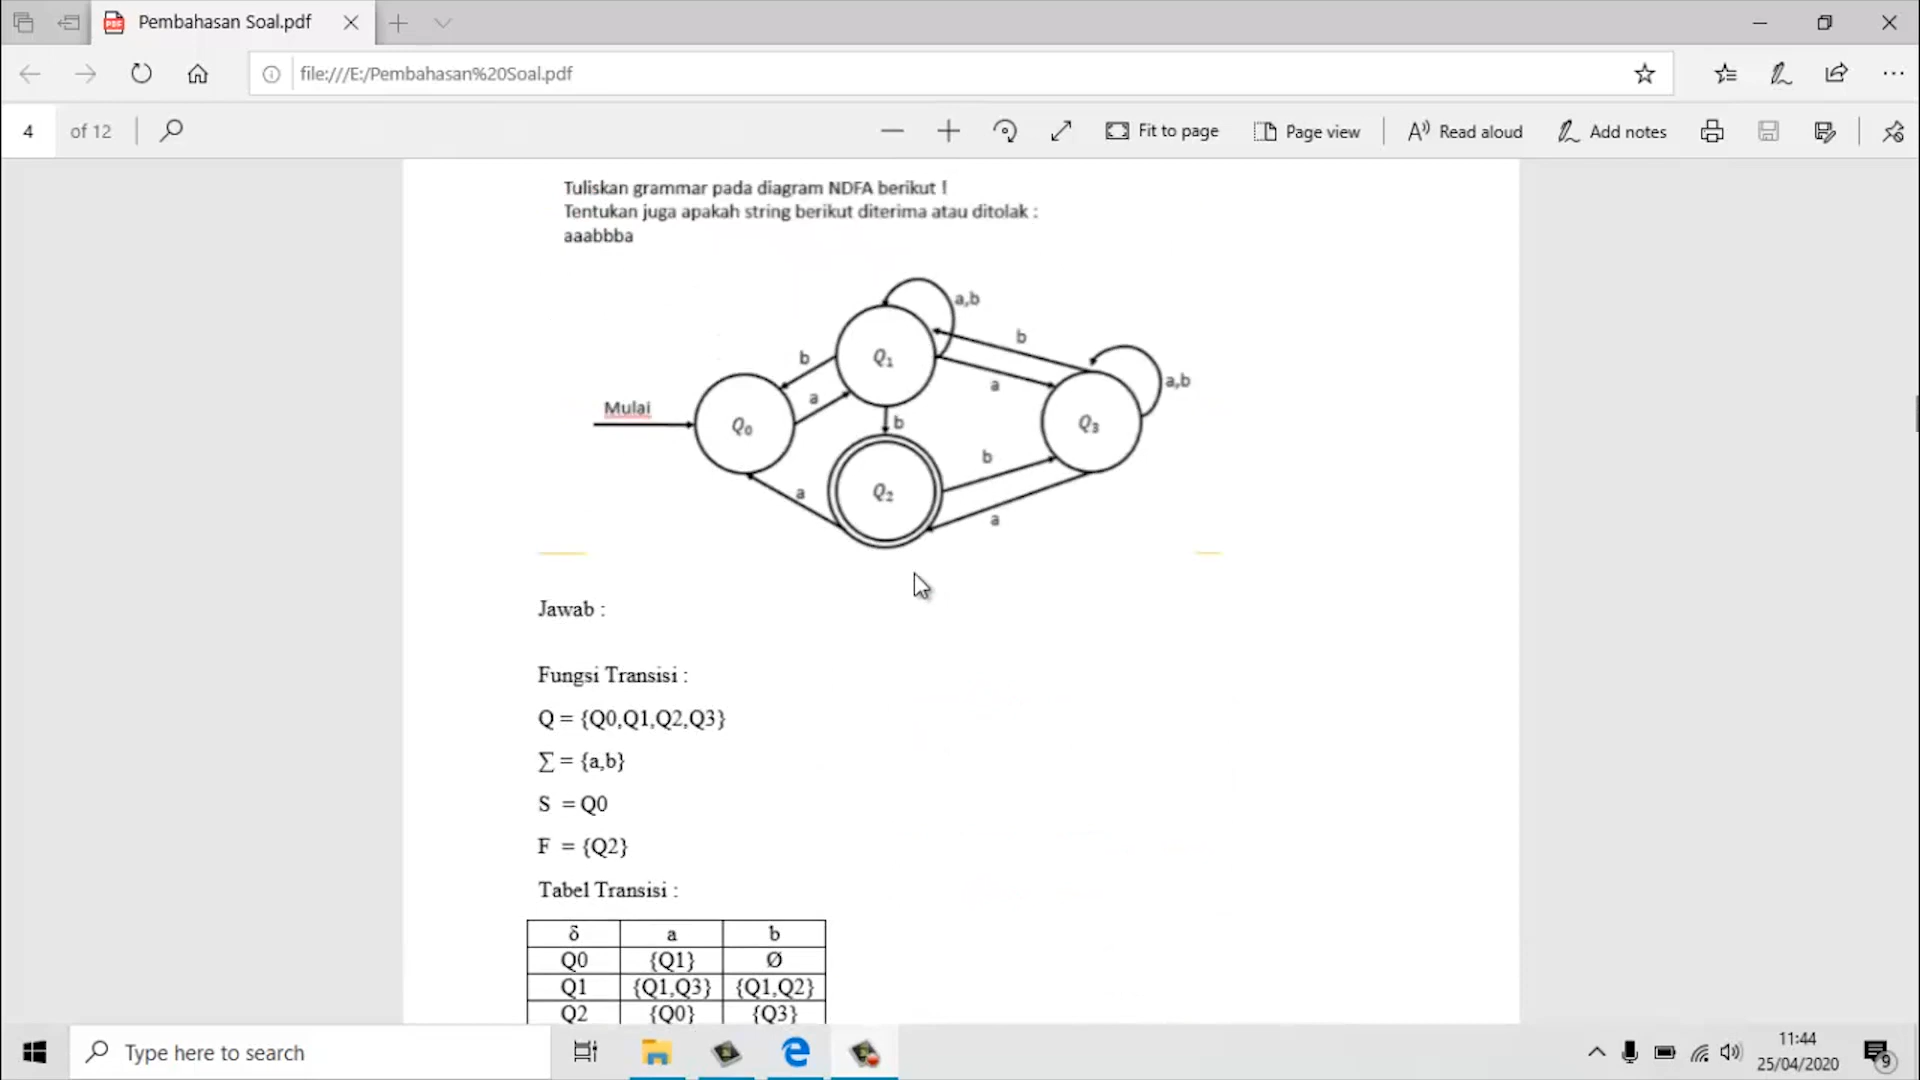 Pembahasan Soal.pdf
file:///E:/Pembahasan%20Soal.pdf
4 of 12
Fit to page
Page view
Read aloud
Add notes
Tuliskan grammar pada diagram NDFA berikut !
Tentukan juga apakah string berikut diterima atau ditolak :
aaabbba
a,b
b
Q₁
b
a
a,b
Mulai
a
Q₀
b
Q₃
b
a
Q₂
a
Jawab :
Fungsi Transisi :
Q = {Q0,Q1,Q2,Q3}
∑ = {a,b}
S = Q0
F = {Q2}
Tabel Transisi :
δ a b
Q0 {Q1} Ø
Q1 {Q1,Q3} {Q1,Q2}
Q2 {Q0} {Q3}
Type here to search
11:44
25/04/2020
9